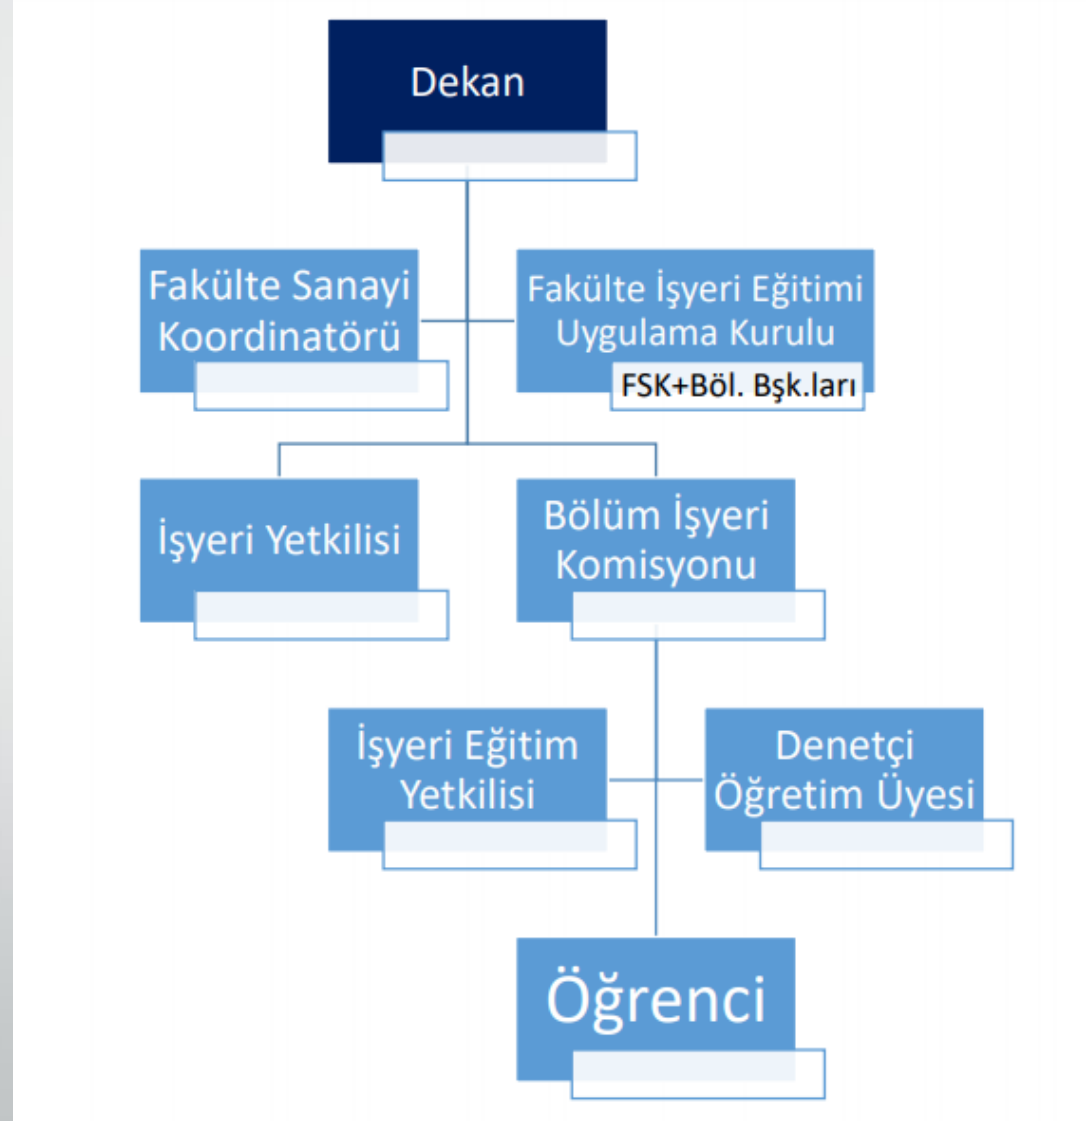 Dekan
Fakülte Sanayi
Koordinatörü
Fakülte İşyeri Eğitimi
Uygulama Kurulu
FSK+Böl. Bşk.ları
İşyeri Yetkilisi
Bölüm İşyeri
Komisyonu
İşyeri Eğitim
Yetkilisi
Denetçi
Öğretim Üyesi
Öğrenci